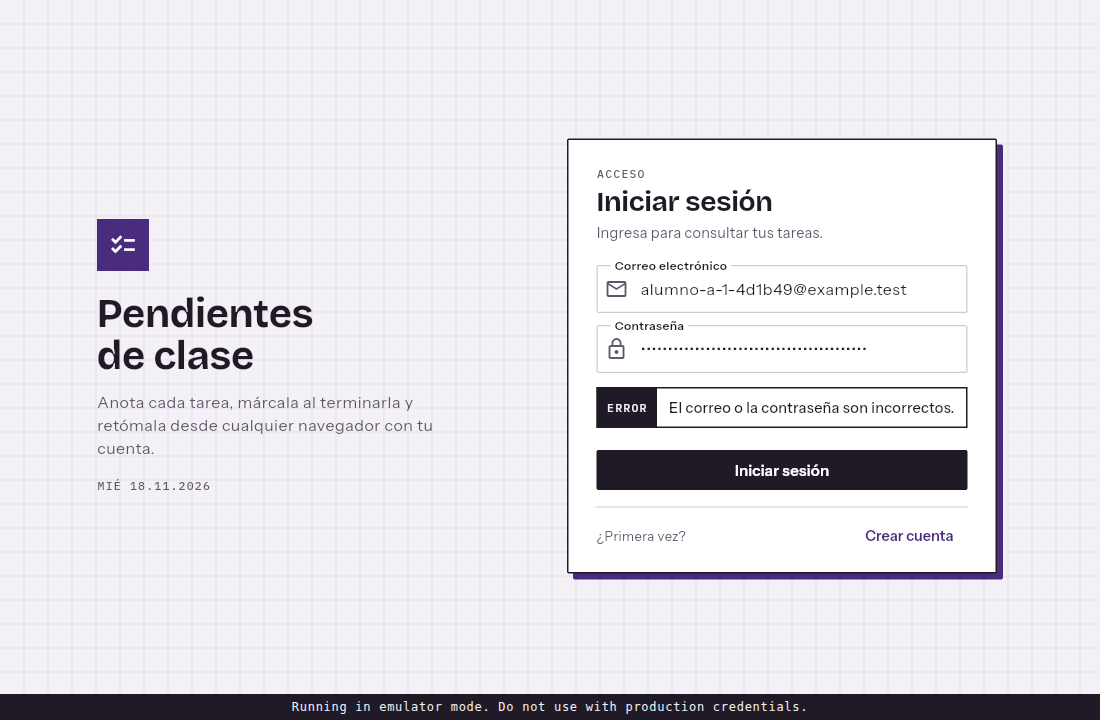 Pendientes
de clase
Anota cada tarea, márcala al terminarla y
retómala desde cualquier navegador con tu
cuenta.
MIÉ 18.11.2026
ACCESO
Iniciar sesión
Ingresa para consultar tus tareas.
Correo electrónico
alumno-a-1-4d1b49@example.test
Contraseña
ERROR El correo o la contraseña son incorrectos.
Iniciar sesión
¿Primera vez? Crear cuenta
Running in emulator mode. Do not use with production credentials.